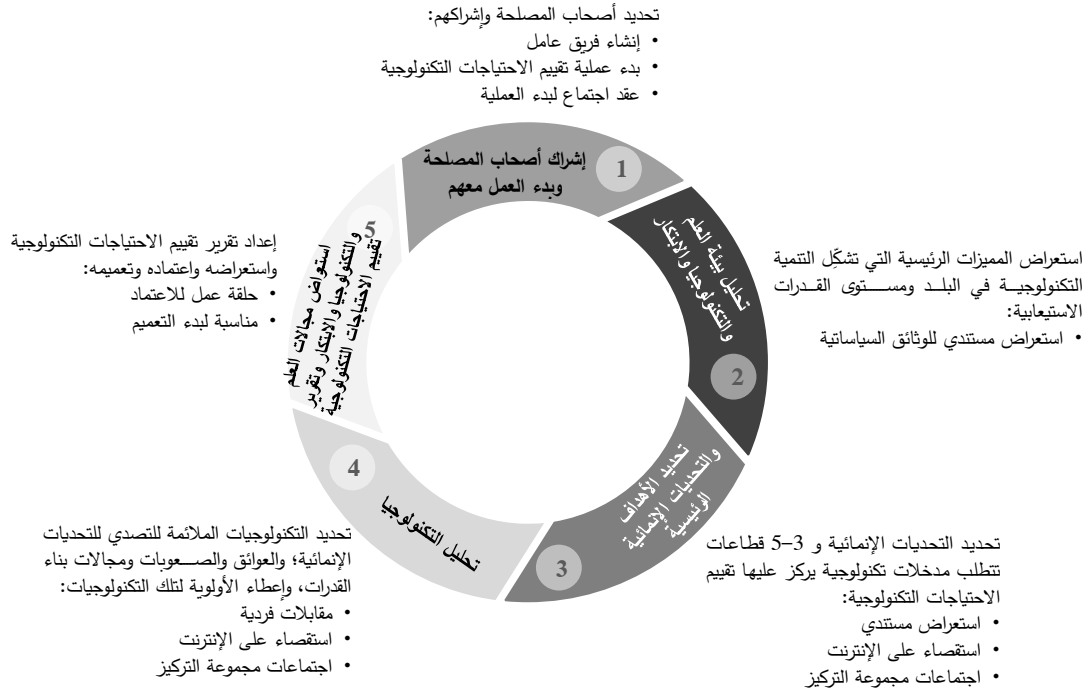 تحديد أصحاب المصلحة وإشراكهم:
• إنشاء فريق عامل
• بدء عملية تقييم الاحتياجات التكنولوجية
• عقد اجتماع لبدء العملية
1
إشراك أصحاب المصلحة
وبدء العمل معهم
2
تحليل بيئة العلم
والتكنولوجيا والابتكار
استعراض المميزات الرئيسية التي تشكِّل التنمية
التكنولوجيــة في البلــد ومســتوى القــدرات
الاستيعابية:
• استعراض مستندي للوثائق السياساتية
3
تحديد الأهداف
والتحديات الإنمائية
الرئيسية
تحديد التحديات الإنمائية و 3–5 قطاعات
تتطلب مدخلات تكنولوجية يركز عليها تقييم
الاحتياجات التكنولوجية:
• استعراض مستندي
• استقصاء على الإنترنت
• اجتماعات مجموعة التركيز
4
تحليل التكنولوجيا
تحديد التكنولوجيات الملائمة للتصدي للتحديات
الإنمائية؛ والعوائق والصــعوبات ومجالات بناء
القدرات، وإعطاء الأولوية لتلك التكنولوجيات:
• مقابلات فردية
• استقصاء على الإنترنت
• اجتماعات مجموعة التركيز
5
استعراض مجالات العلم
والتكنولوجيا والابتكار وتقرير
تقييم الاحتياجات التكنولوجية
إعداد تقرير تقييم الاحتياجات التكنولوجية
واستعراضه واعتماده وتعميمه:
• حلقة عمل للاعتماد
• مناسبة لبدء التعميم